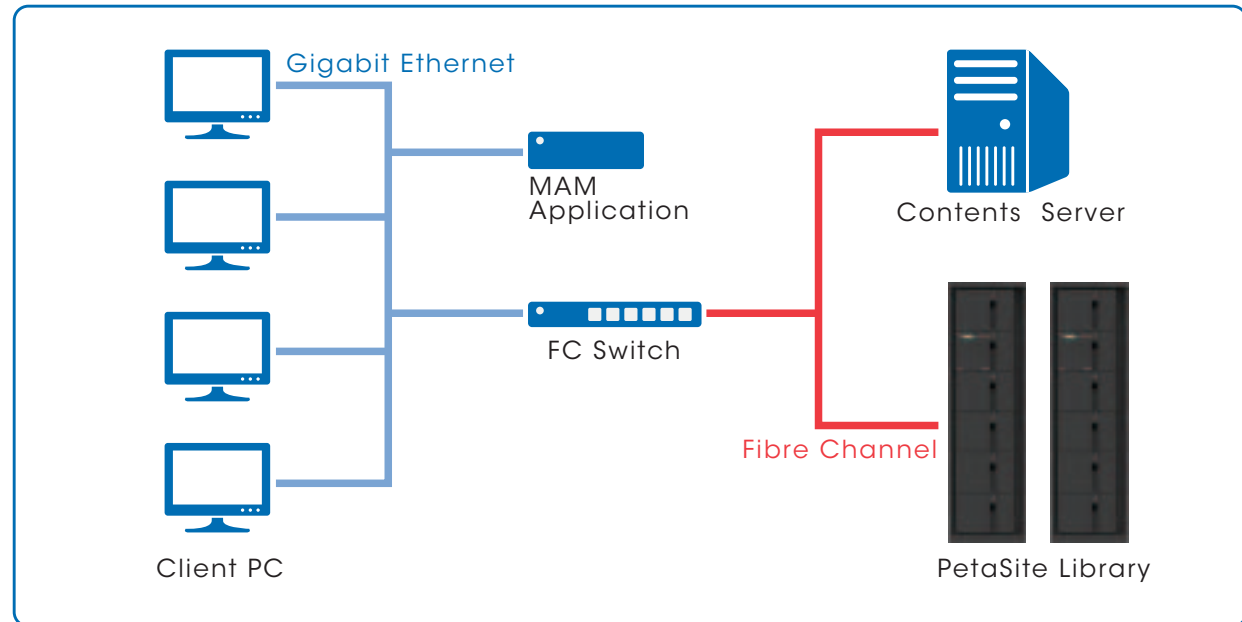 Gigabit Ethernet
MAM
Application
Contents Server
FC Switch
Fibre Channel
Client PC
PetaSite Library